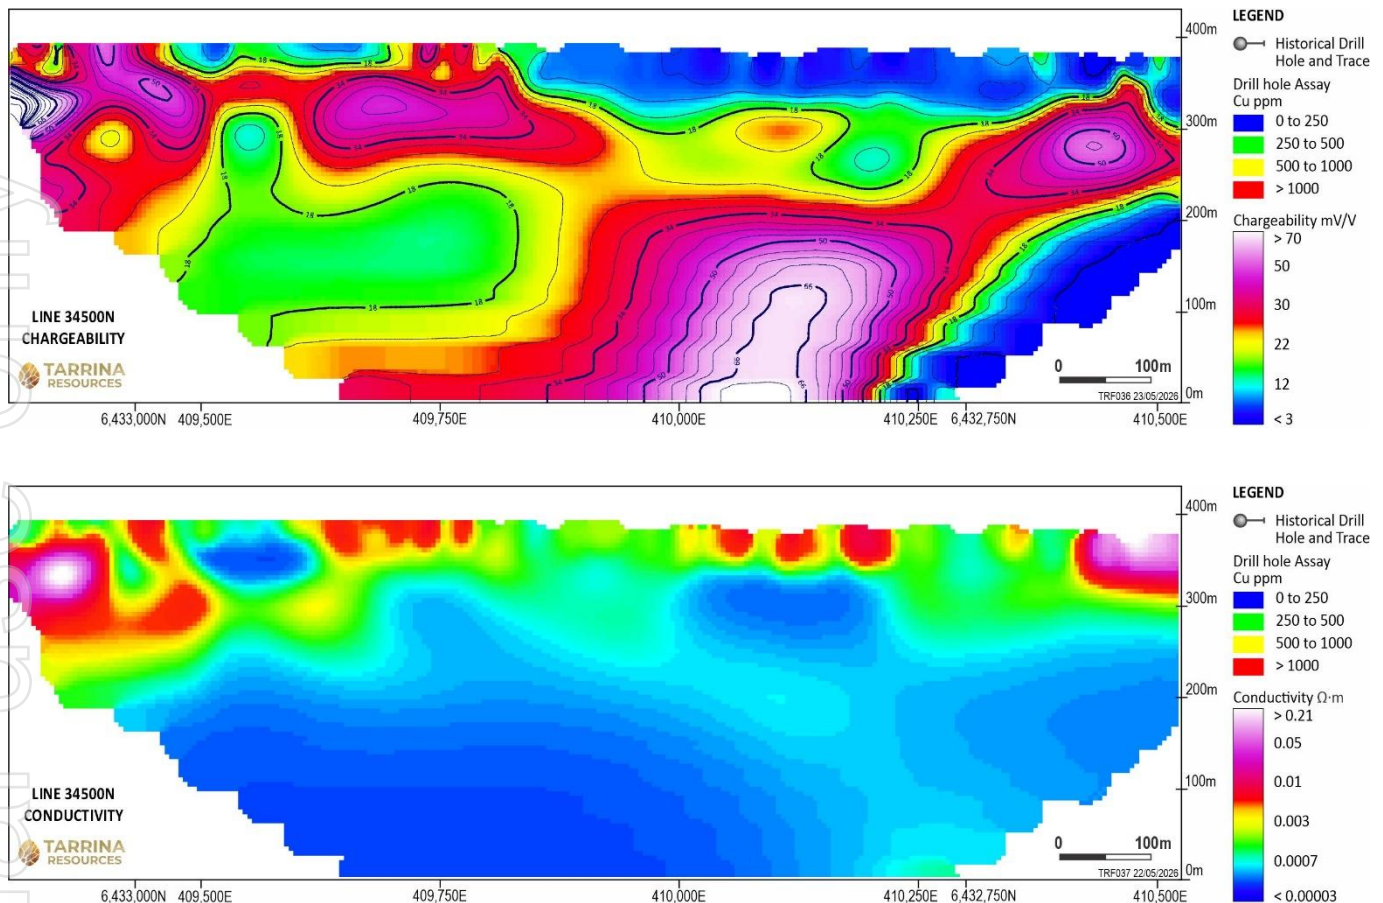 400m
300m
200m
100m
0m
LINE 34500N
CHARGEABILITY
TARRINA
RESOURCES
0 100m
TRF036 23/05/2026
6,433,000N 409,500E 409,750E 410,000E 410,250E 6,432,750N 410,500E
LEGEND
Historical Drill
Hole and Trace
Drill hole Assay
Cu ppm
0 to 250
250 to 500
500 to 1000
> 1000
Chargeability mV/V
> 70
50
30
22
12
< 3
400m
300m
200m
100m
0m
LINE 34500N
CONDUCTIVITY
TARRINA
RESOURCES
0 100m
TRF037 22/05/2026
6,433,000N 409,500E 409,750E 410,000E 410,250E 6,432,750N 410,500E
LEGEND
Historical Drill
Hole and Trace
Drill hole Assay
Cu ppm
0 to 250
250 to 500
500 to 1000
> 1000
Conductivity Ω·m
> 0.21
0.05
0.01
0.003
0.0007
< 0.00003